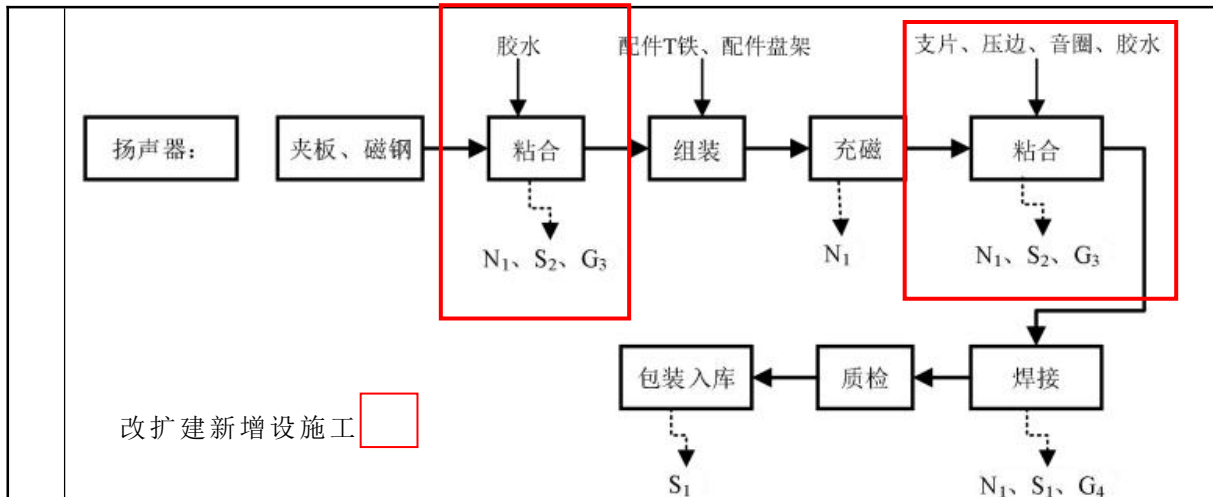 胶水
配件T铁、配件盘架
支片、压边、音圈、胶水
扬声器：
夹板、磁钢
粘合
组装
充磁
粘合
N₁、S₂、G₃
N₁
N₁、S₂、G₃
包装入库
质检
焊接
改扩建新增设施工
S₁
N₁、S₁、G₄